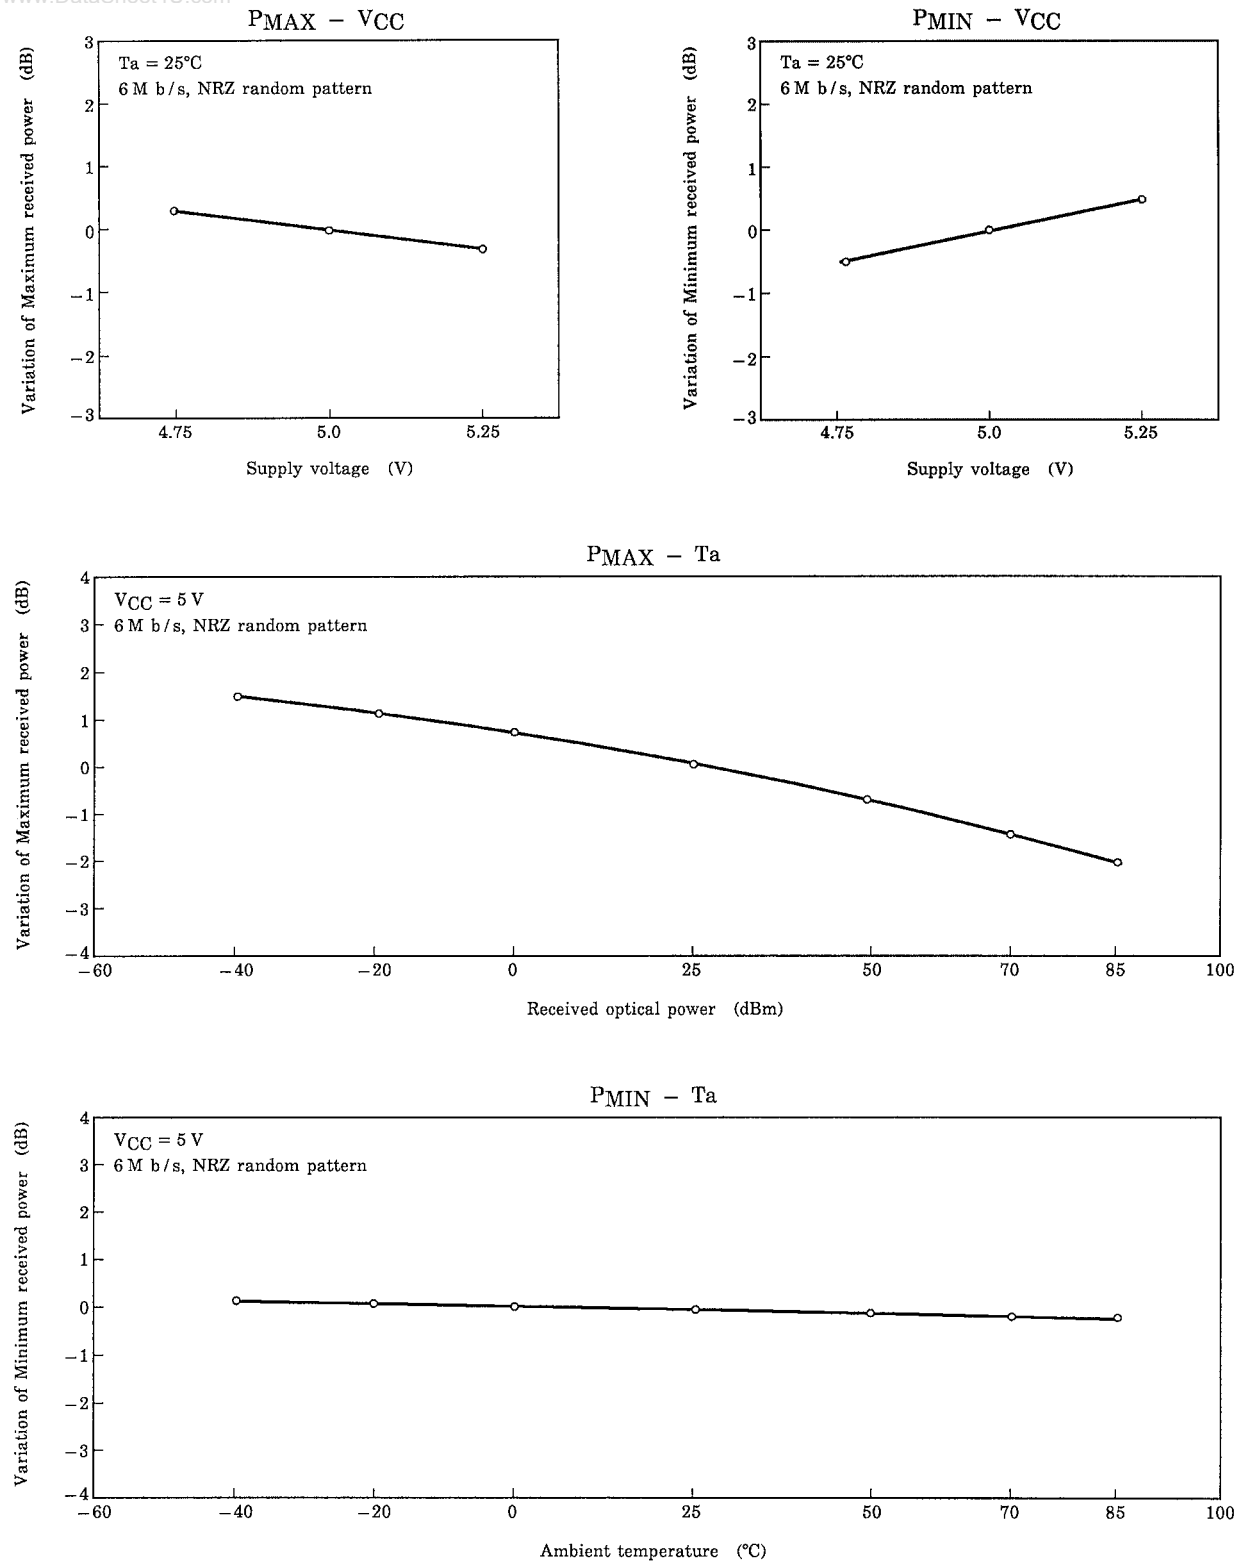 www.DataSheet4U.com
PMAX – VCC
Variation of Maximum received power (dB)
Ta = 25°C
6 M b/s, NRZ random pattern
3
2
1
0
−1
−2
−3
4.75 5.0 5.25
Supply voltage (V)
PMIN – VCC
Variation of Minimum received power (dB)
Ta = 25°C
6 M b/s, NRZ random pattern
3
2
1
0
−1
−2
−3
4.75 5.0 5.25
Supply voltage (V)
PMAX – Ta
Variation of Maximum received power (dB)
VCC = 5 V
6 M b/s, NRZ random pattern
4
3
2
1
0
−1
−2
−3
−4
−60 −40 −20 0 25 50 70 85 100
Received optical power (dBm)
PMIN – Ta
Variation of Minimum received power (dB)
VCC = 5 V
6 M b/s, NRZ random pattern
4
3
2
1
0
−1
−2
−3
−4
−60 −40 −20 0 25 50 70 85 100
Ambient temperature (°C)